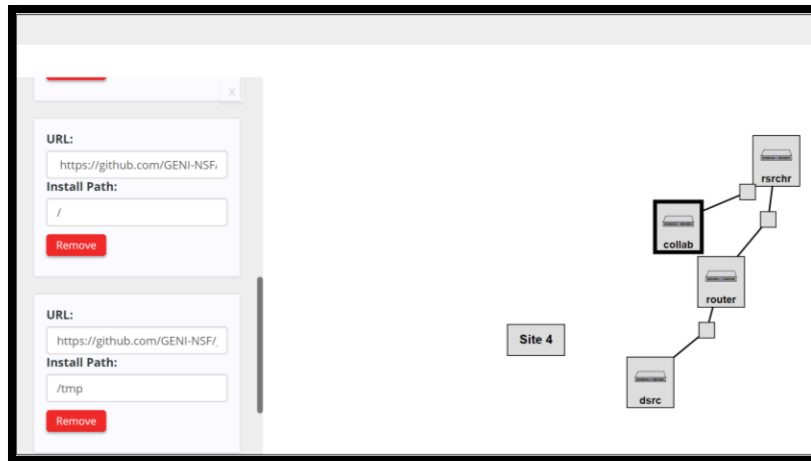 X
URL:
https://github.com/GENI-NSF/
Install Path:
/
Remove
URL:
https://github.com/GENI-NSF/
Install Path:
/tmp
Remove
rsrchr
collab
router
Site 4
dsrc